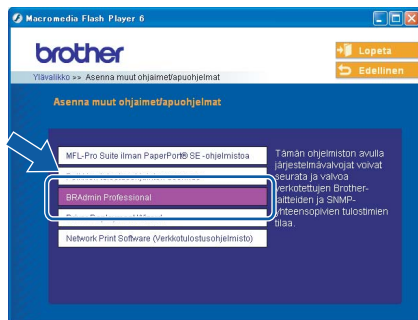 Macromedia Flash Player 6
brother
Lopeta
Edellinen
Ylävalikko >> Asenna muut ohjaimet/apuohjelmat
Asenna muut ohjaimet/apuohjelmat
MFL-Pro Suite ilman PaperPort® SE -ohjelmistoa
BRAdmin Professional
Network Print Software (Verkkotulostusohjelmisto)
Tämän ohjelmiston avulla
järjestelmävalvojat voivat
seurata ja valvoa
verkotettujen Brother-
laitteiden ja SNMP-
yhteensopivien tulostimien
tilaa.